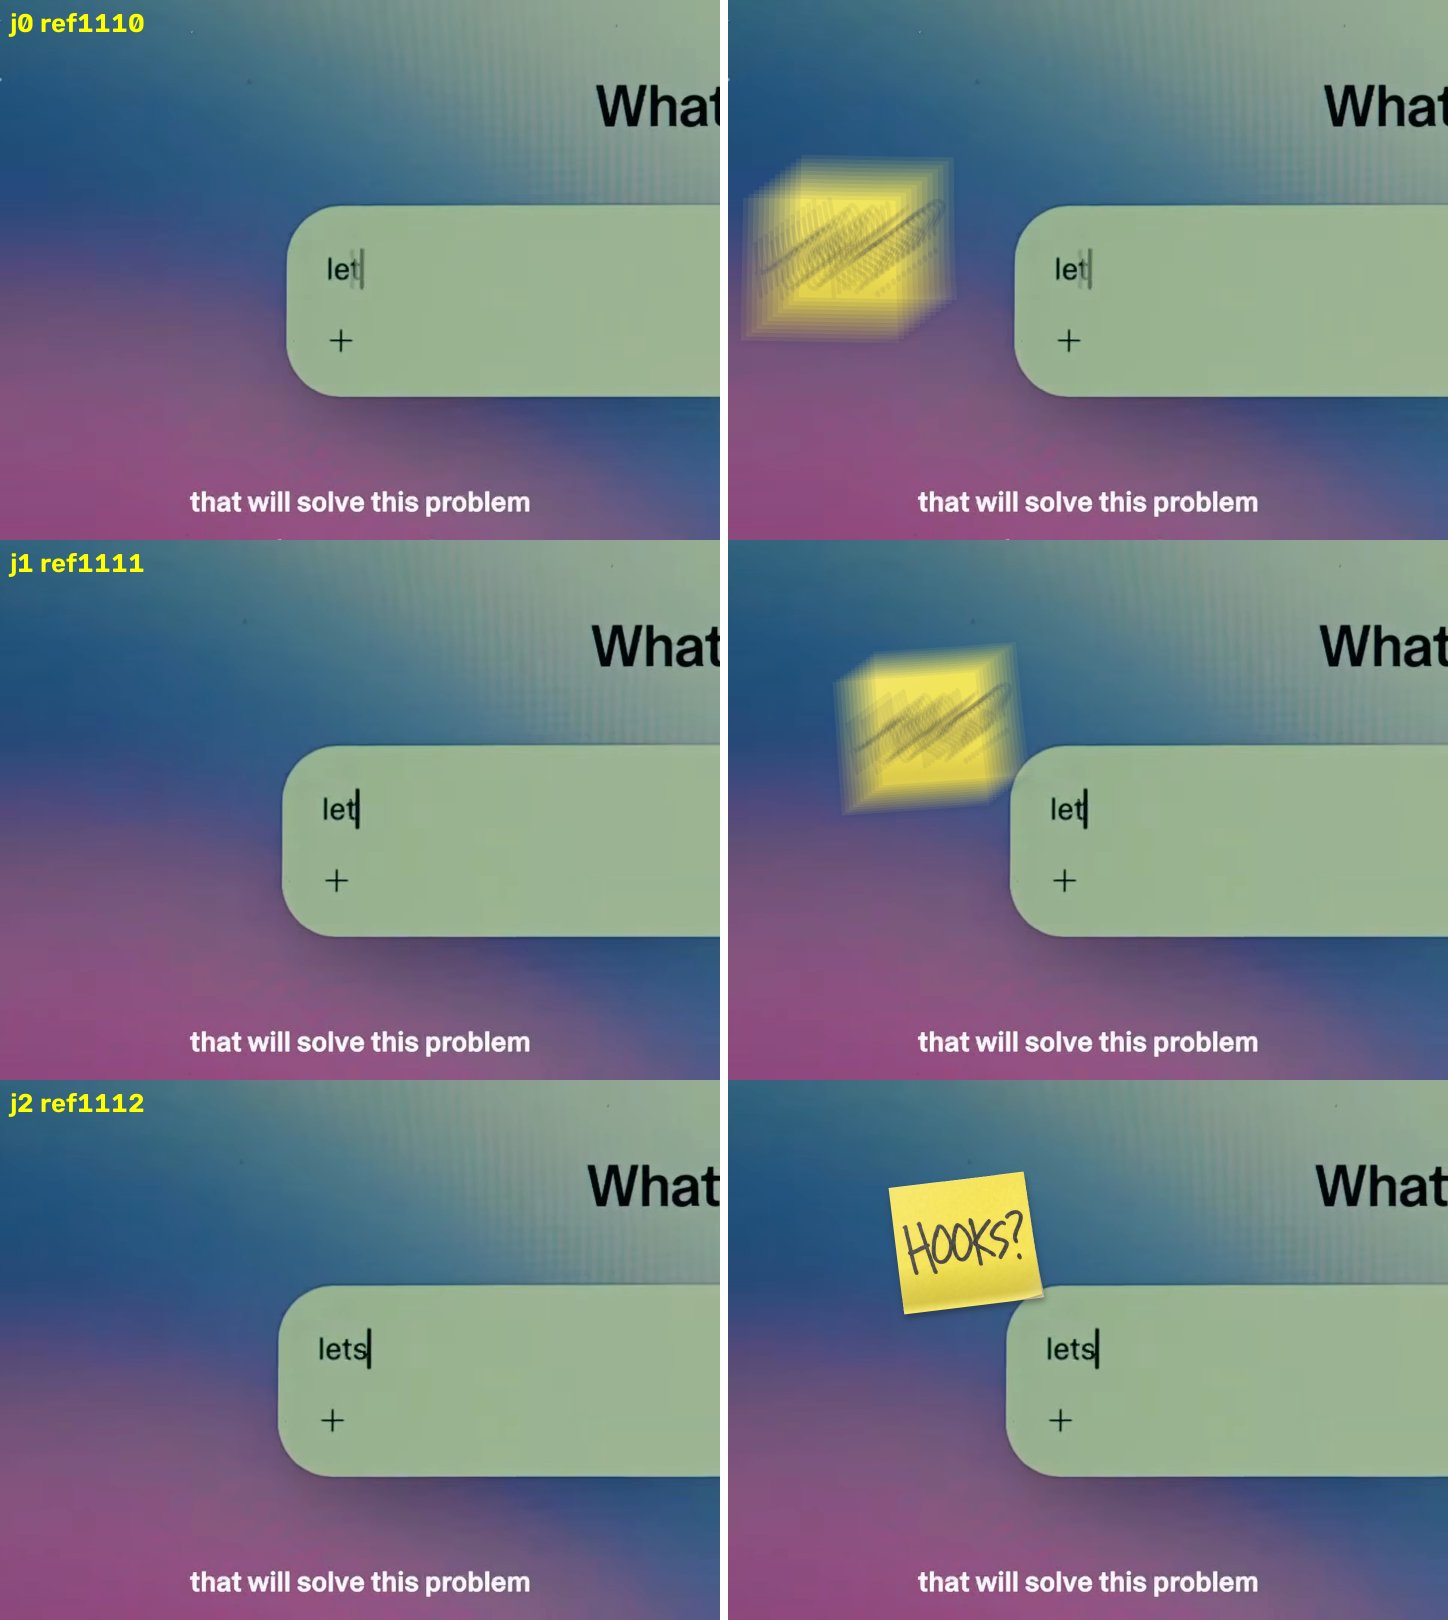 j0 ref1110
What
What
let
let
+
+
that will solve this problem
that will solve this problem
j1 ref1111
What
What
let
let
+
+
that will solve this problem
that will solve this problem
j2 ref1112
What
What
HOOKS?
lets
lets
+
+
that will solve this problem
that will solve this problem